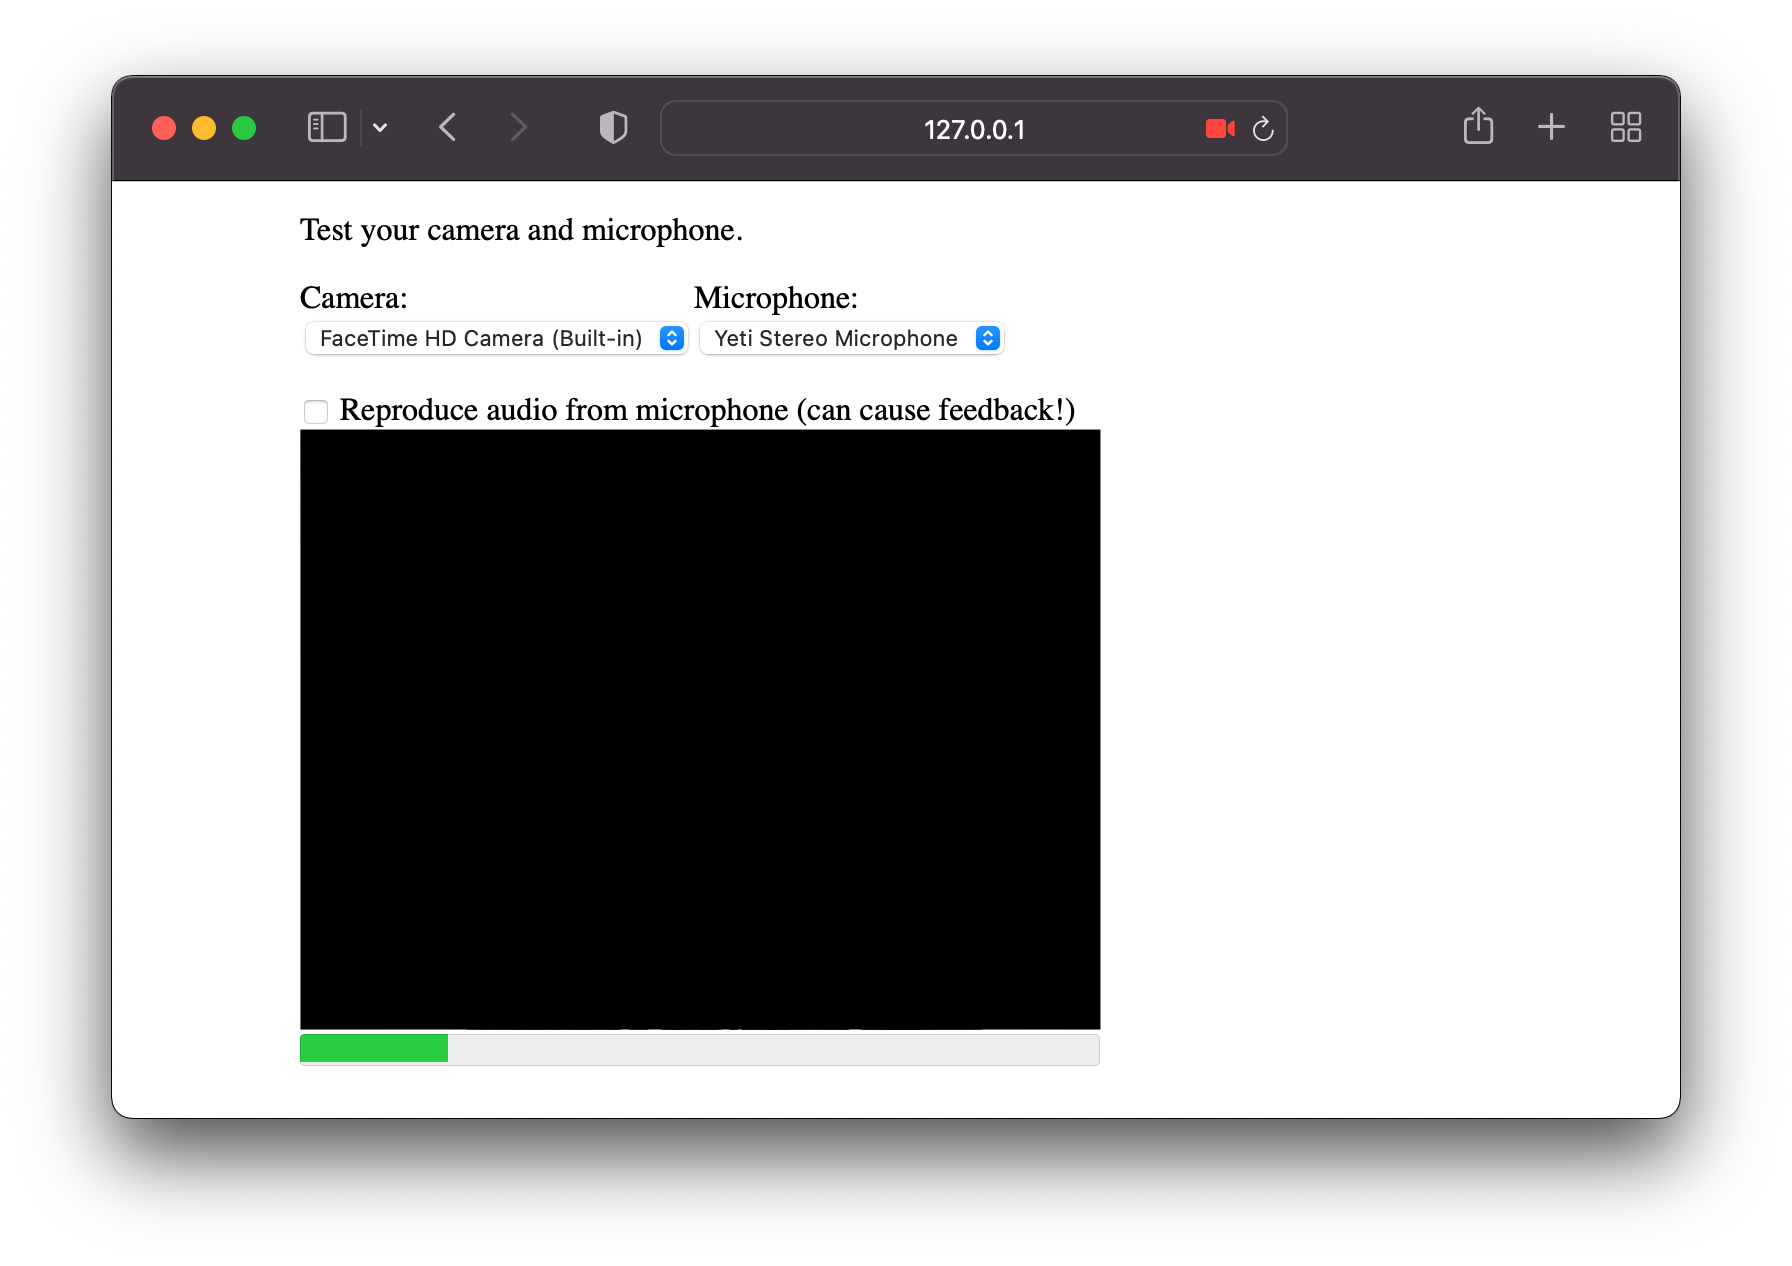 127.0.0.1
Test your camera and microphone.
Camera: Microphone:
FaceTime HD Camera (Built-in) Yeti Stereo Microphone
Reproduce audio from microphone (can cause feedback!)